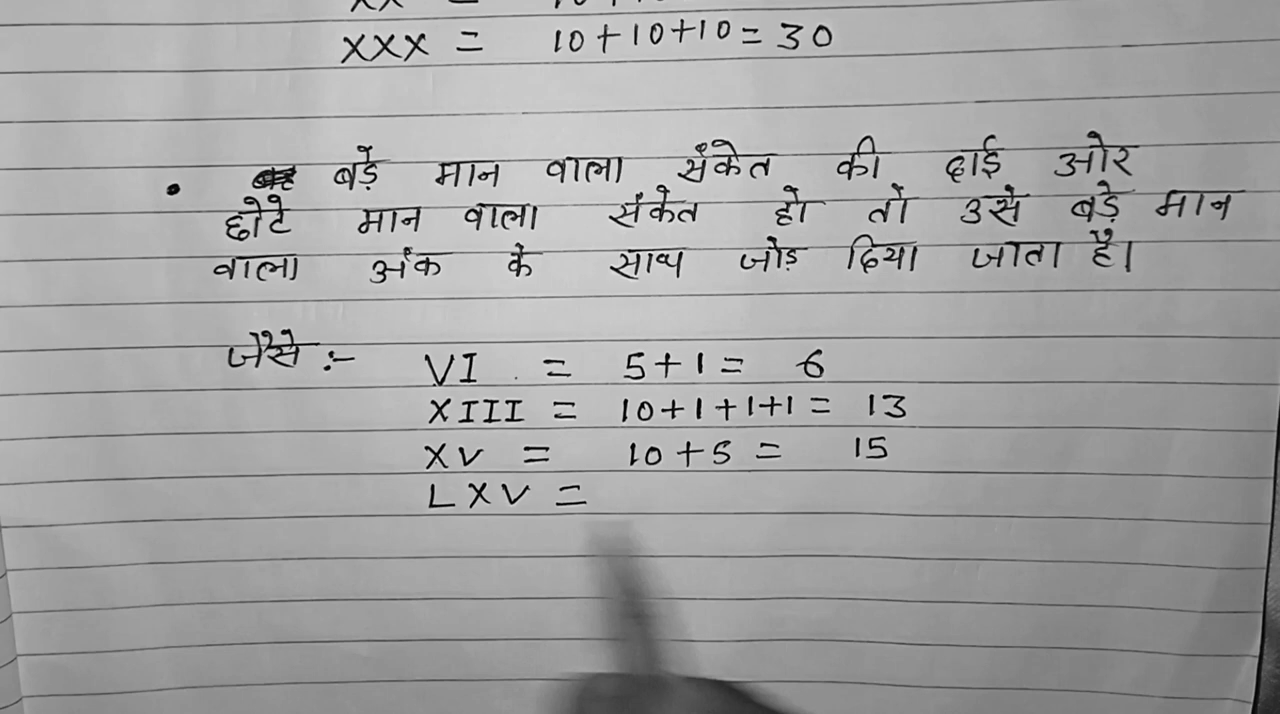 XXX = 10+10+10=30
• बड़े मान वाला संकेत की दाई ओर
छोटे मान वाला संकेत हो तो उसे बड़े मान
वाला अंक के साथ जोड़ दिया जाता है।
जैसे :- VI = 5+1= 6
XIII = 10+1+1+1= 13
XV = 10+5= 15
LXV =